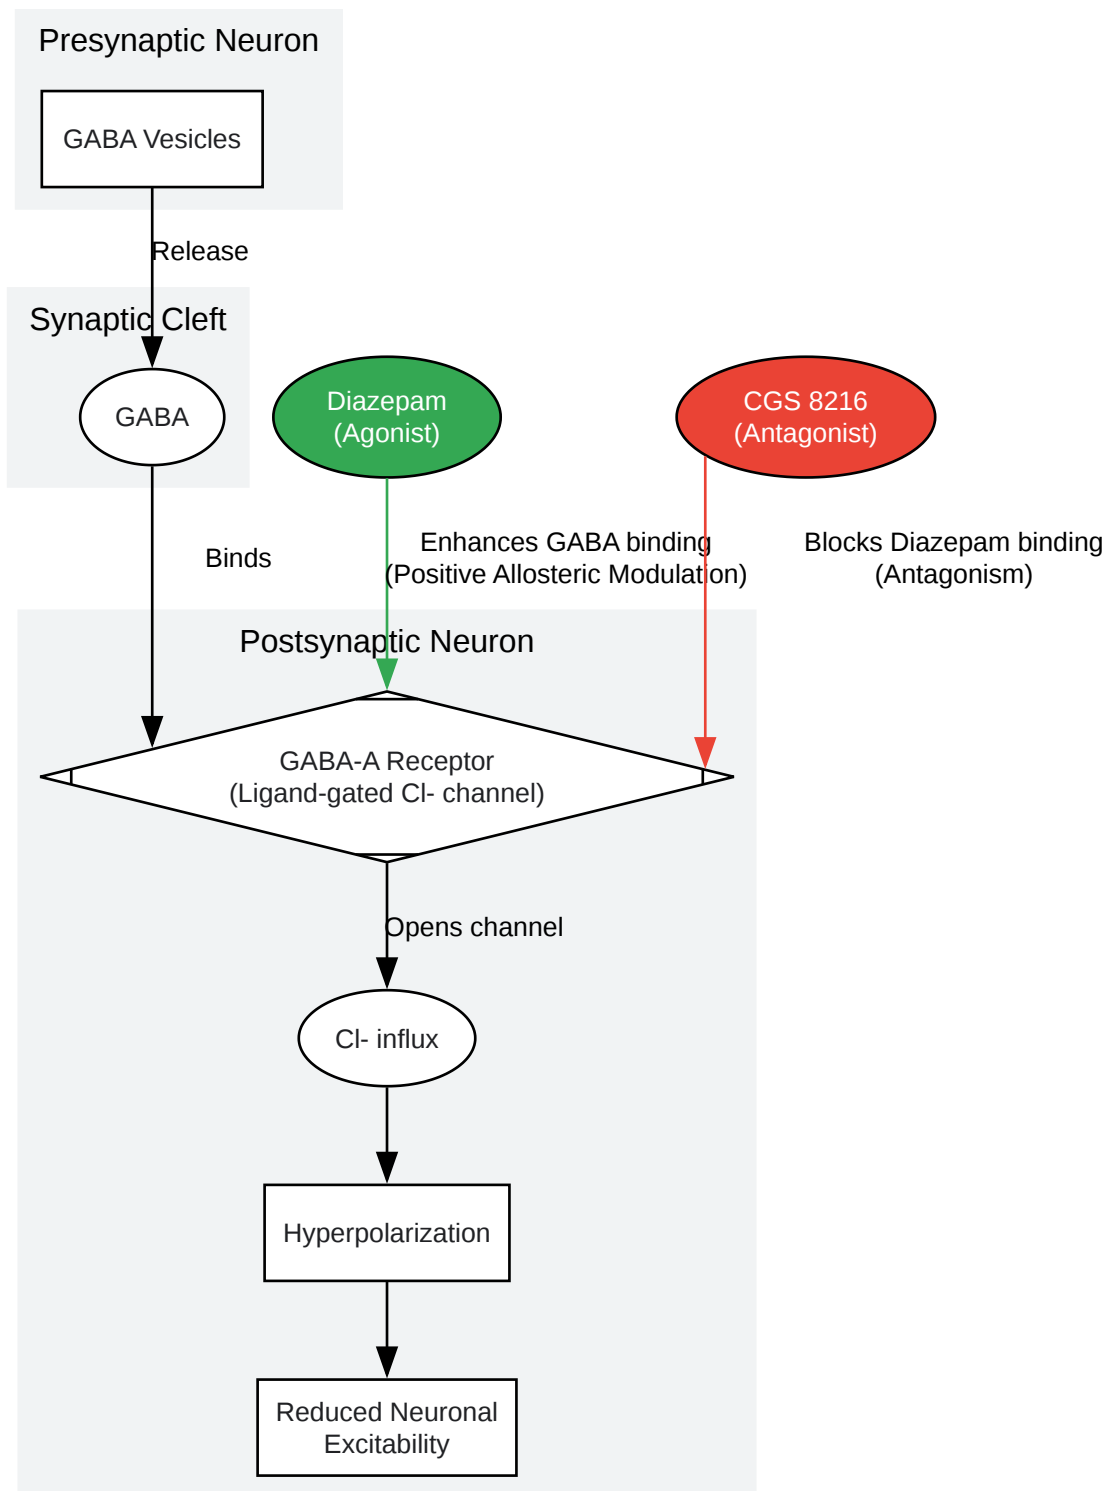 Presynaptic Neuron
GABA Vesicles
Release
Synaptic Cleft
GABA
Diazepam
(Agonist)
CGS 8216
(Antagonist)
Binds
Enhances GABA binding
(Positive Allosteric Modulation)
Blocks Diazepam binding
(Antagonism)
Postsynaptic Neuron
GABA-A Receptor
(Ligand-gated Cl- channel)
Opens channel
Cl- influx
Hyperpolarization
Reduced Neuronal
Excitability